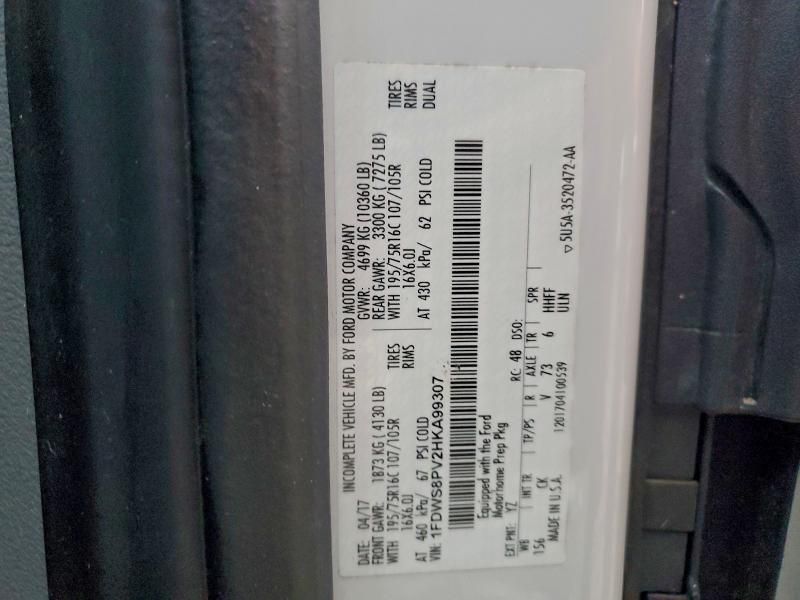 INCOMPLETE VEHICLE MFD. BY FORD MOTOR COMPANY
DATE: 04/17 GVWR: 4699 KG (10360 LB)
FRONT GAWR: 1873 KG ( 4130 LB) REAR GAWR: 3300 KG ( 7275 LB)
WITH 195/75R16C 107/105R TIRES WITH 195/75R16C 107/105R TIRES
16X6.0J RIMS 16X6.0J RIMS
AT 460 kPa/ 67 PSI COLD AT 430 kPa/ 62 PSI COLD DUAL
VIN: 1FDWS8PV2HKA99307
Equipped with the Ford
Motorhome Prep Pkg
EXT PNT: YZ RC: 48 DSO:
WB INT TR TP/PS R AXLE TR SPR
156 CK V 73 6 HHFF
MADE IN U.S.A. 1201704100539 ULN
▽5U5A-3520472-AA